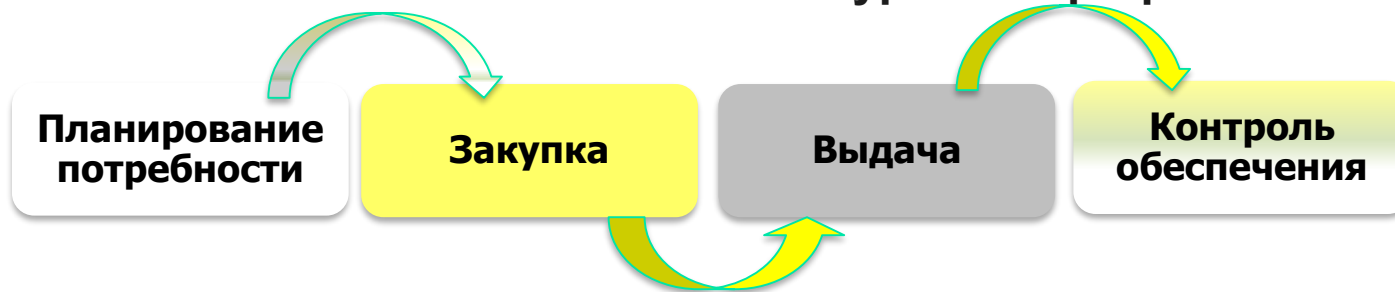 Планирование
потребности
Закупка
Выдача
Контроль
обеспечения